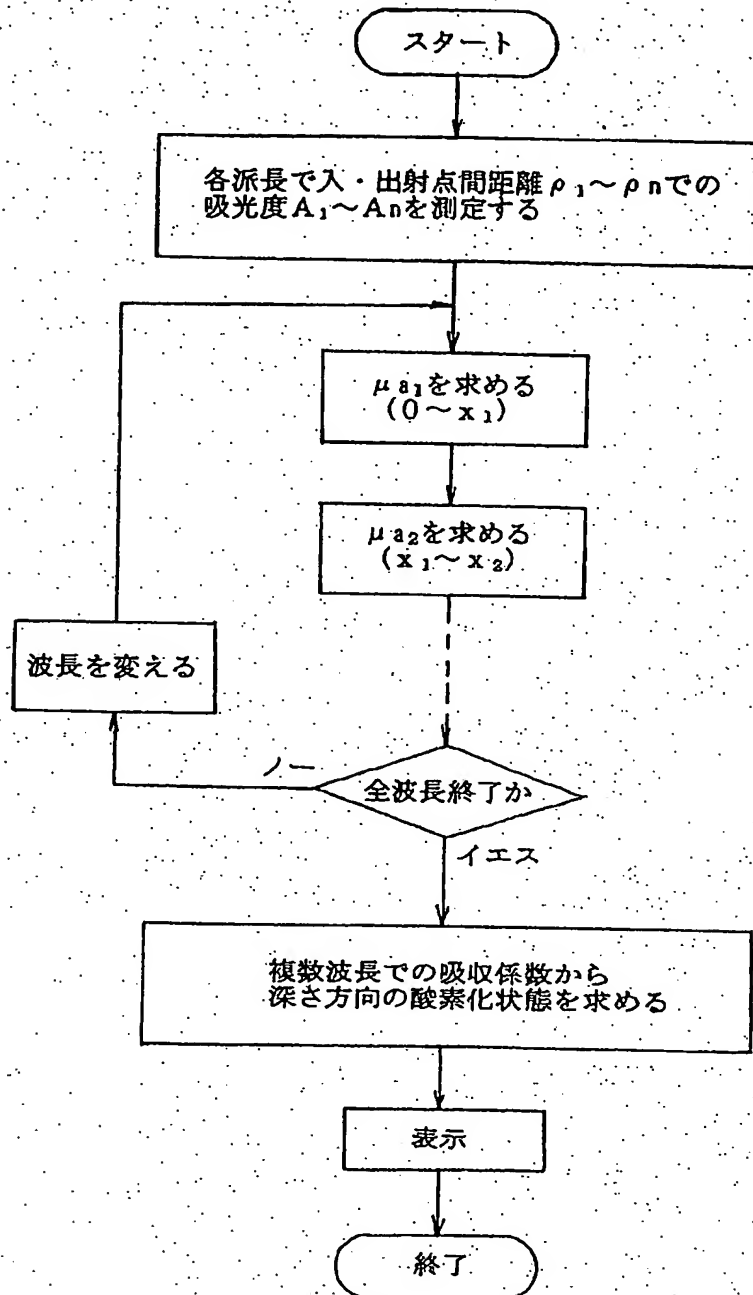 スタート
各派長で入・出射点間距離ρ₁～ρnでの
吸光度A₁～Anを測定する
μa₁を求める
(0～x₁)
μa₂を求める
(x₁～x₂)
波長を変える
ノー
全波長終了か
イエス
複数波長での吸収係数から
深さ方向の酸素化状態を求める
表示
終了